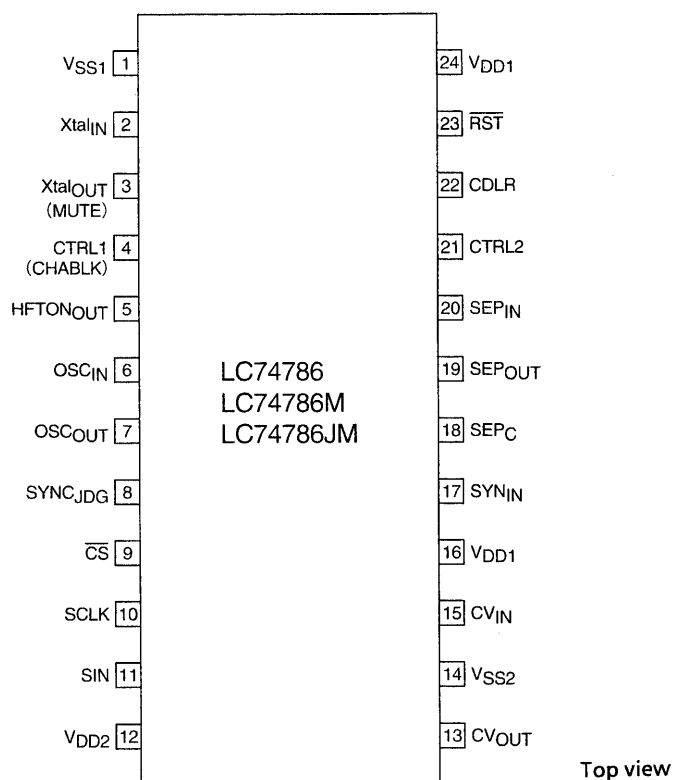 VSS1 1
24 VDD1
XtalIN 2
23 RST
XtalOUT 3
(MUTE)
22 CDLR
CTRL1 4
(CHABLK)
21 CTRL2
HFTONOUT 5
20 SEPIN
OSCIN 6
19 SEPOUT
LC74786
LC74786M
LC74786JM
OSCOUT 7
18 SEPC
SYNCJDG 8
17 SYNIN
CS 9
16 VDD1
SCLK 10
15 CVIN
SIN 11
14 VSS2
VDD2 12
13 CVOUT
Top view